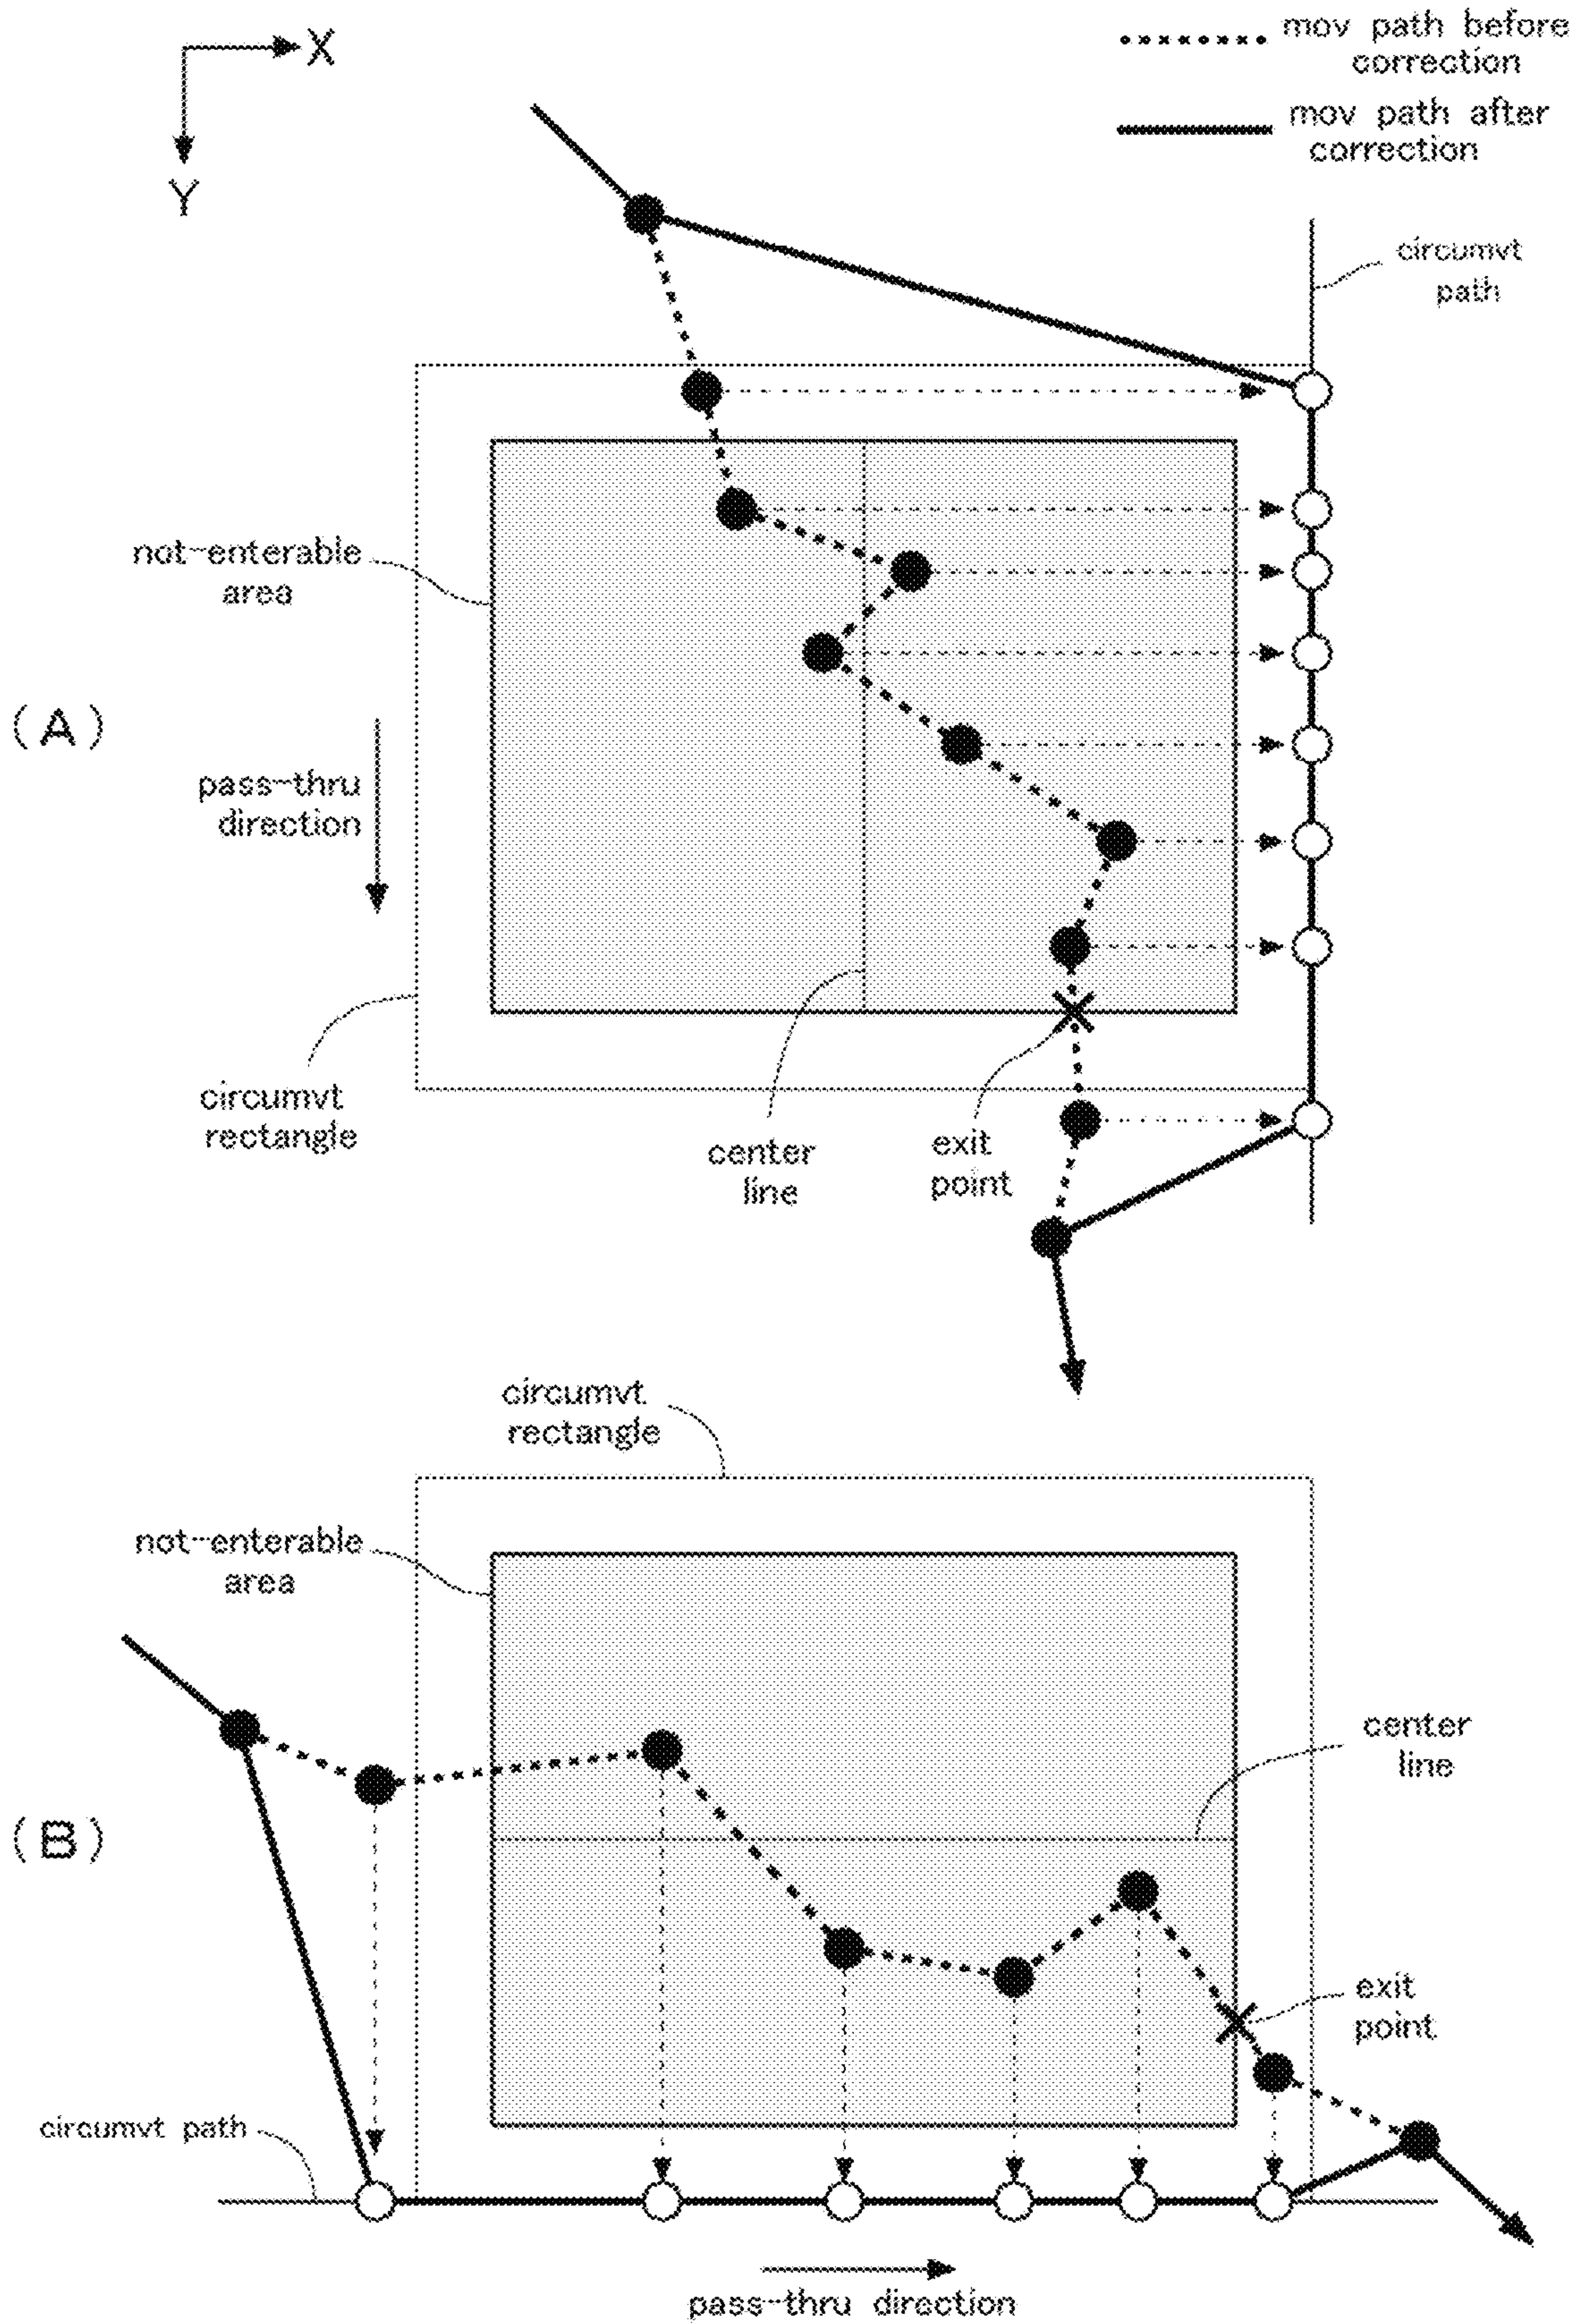 X
Y
mov path before
correction
mov path after
correction
circumvt
path
not-enterable
area
(A)
pass-thru
direction
circumvt
rectangle
center
line
exit
point
circumvt
rectangle
not-enterable
area
center
line
(B)
exit
point
circumvt path
pass-thru direction